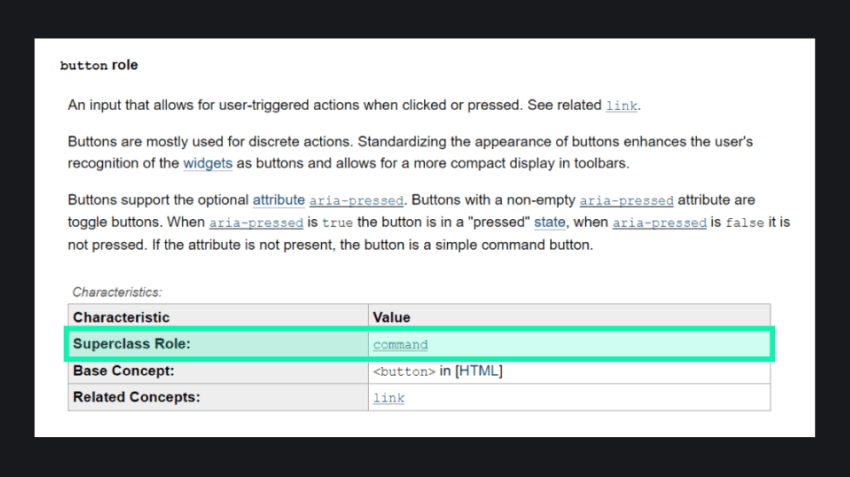 button role
An input that allows for user-triggered actions when clicked or pressed. See related link.
Buttons are mostly used for discrete actions. Standardizing the appearance of buttons enhances the user's
recognition of the widgets as buttons and allows for a more compact display in toolbars.
Buttons support the optional attribute aria-pressed. Buttons with a non-empty aria-pressed attribute are
toggle buttons. When aria-pressed is true the button is in a "pressed" state, when aria-pressed is false it is
not pressed. If the attribute is not present, the button is a simple command button.
Characteristics:
Characteristic Value
Superclass Role: command
Base Concept: <button> in [HTML]
Related Concepts: link